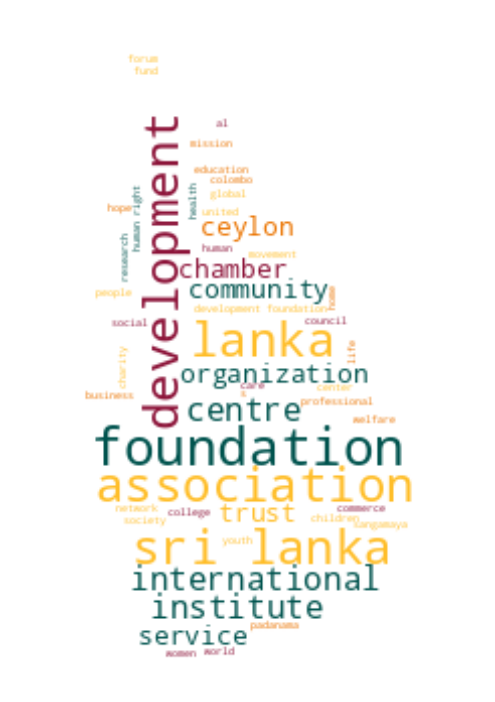 forum
fund
al
mission
education
colombo
global
health
human right
hope
united
ceylon
development
human
movement
research
chamber
community
people
home
development foundation
social
council
lanka
life
charity
organization
care
center
s
business
centre
professional
welfare
foundation
association
network
college
trust
commerce
society
children
sangamaya
sri lanka
youth
international
institute
padanama
service
women
world